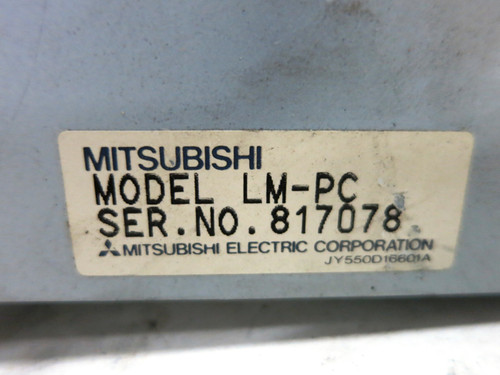 MITSUBISHI
MODEL LM-PC
SER.NO.817078
MITSUBISHI ELECTRIC CORPORATION
JY550D16601A